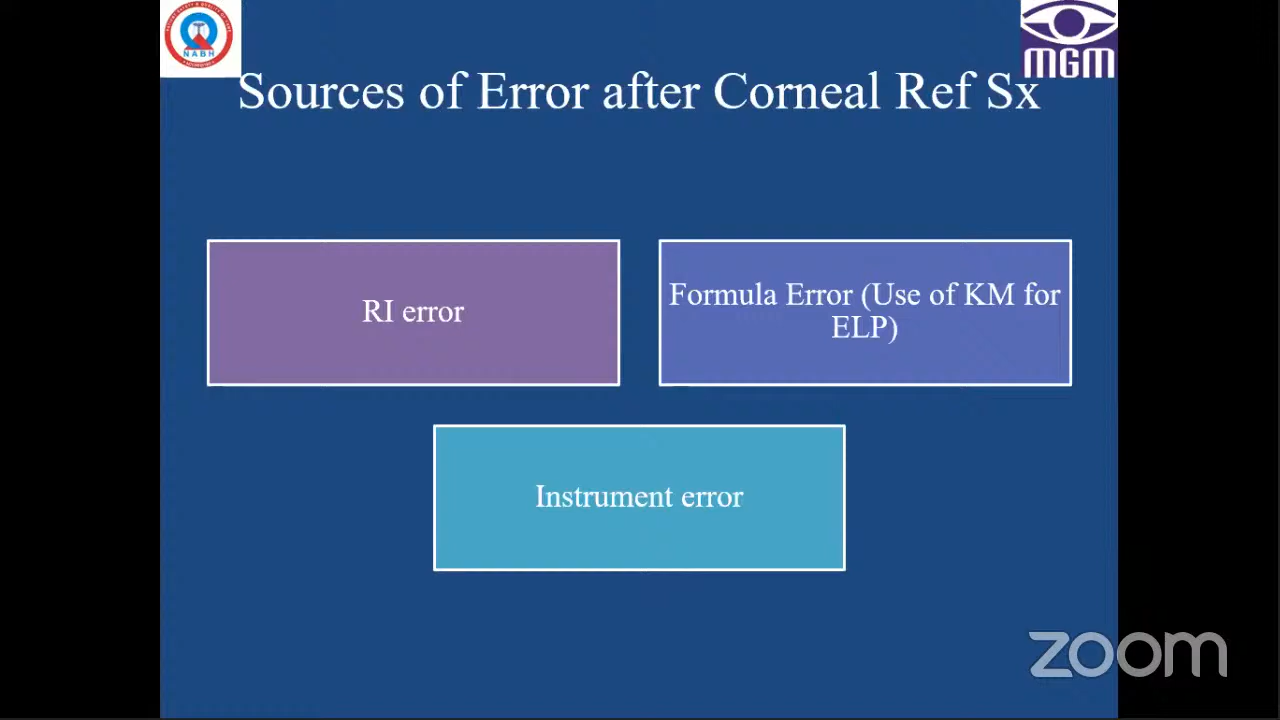 NABH
MGM
Sources of Error after Corneal Ref Sx
RI error
Formula Error (Use of KM for
ELP)
Instrument error
zoom